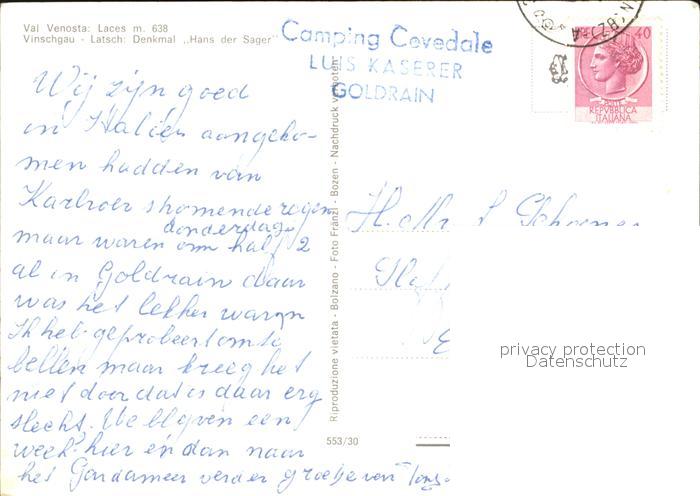 Val Venosta: Laces m. 638
Vinschgau - Latsch: Denkmal „Hans der Sager"
Camping Cevedale
LUIS KASERER
GOLDRAIN
40
REPVBBLICA
ITALIANA
Wij zijn goed
in Italien aangeko-
men hadden van
Karlsroer stromende regen
donderdag
maar waren om half 2
al in Goldrain daar
was het lekker warm
Ik heb geprobeert om te
bellen maar kreeg het
niet door dat is daar erg
slecht. We blijven een
week hier en dan naar
het Gardameer verder groetjes van
Riproduzione vietata - Bolzano - Foto Fränzl - Bozen - Nachdruck verboten
553/30
privacy protection
Datenschutz